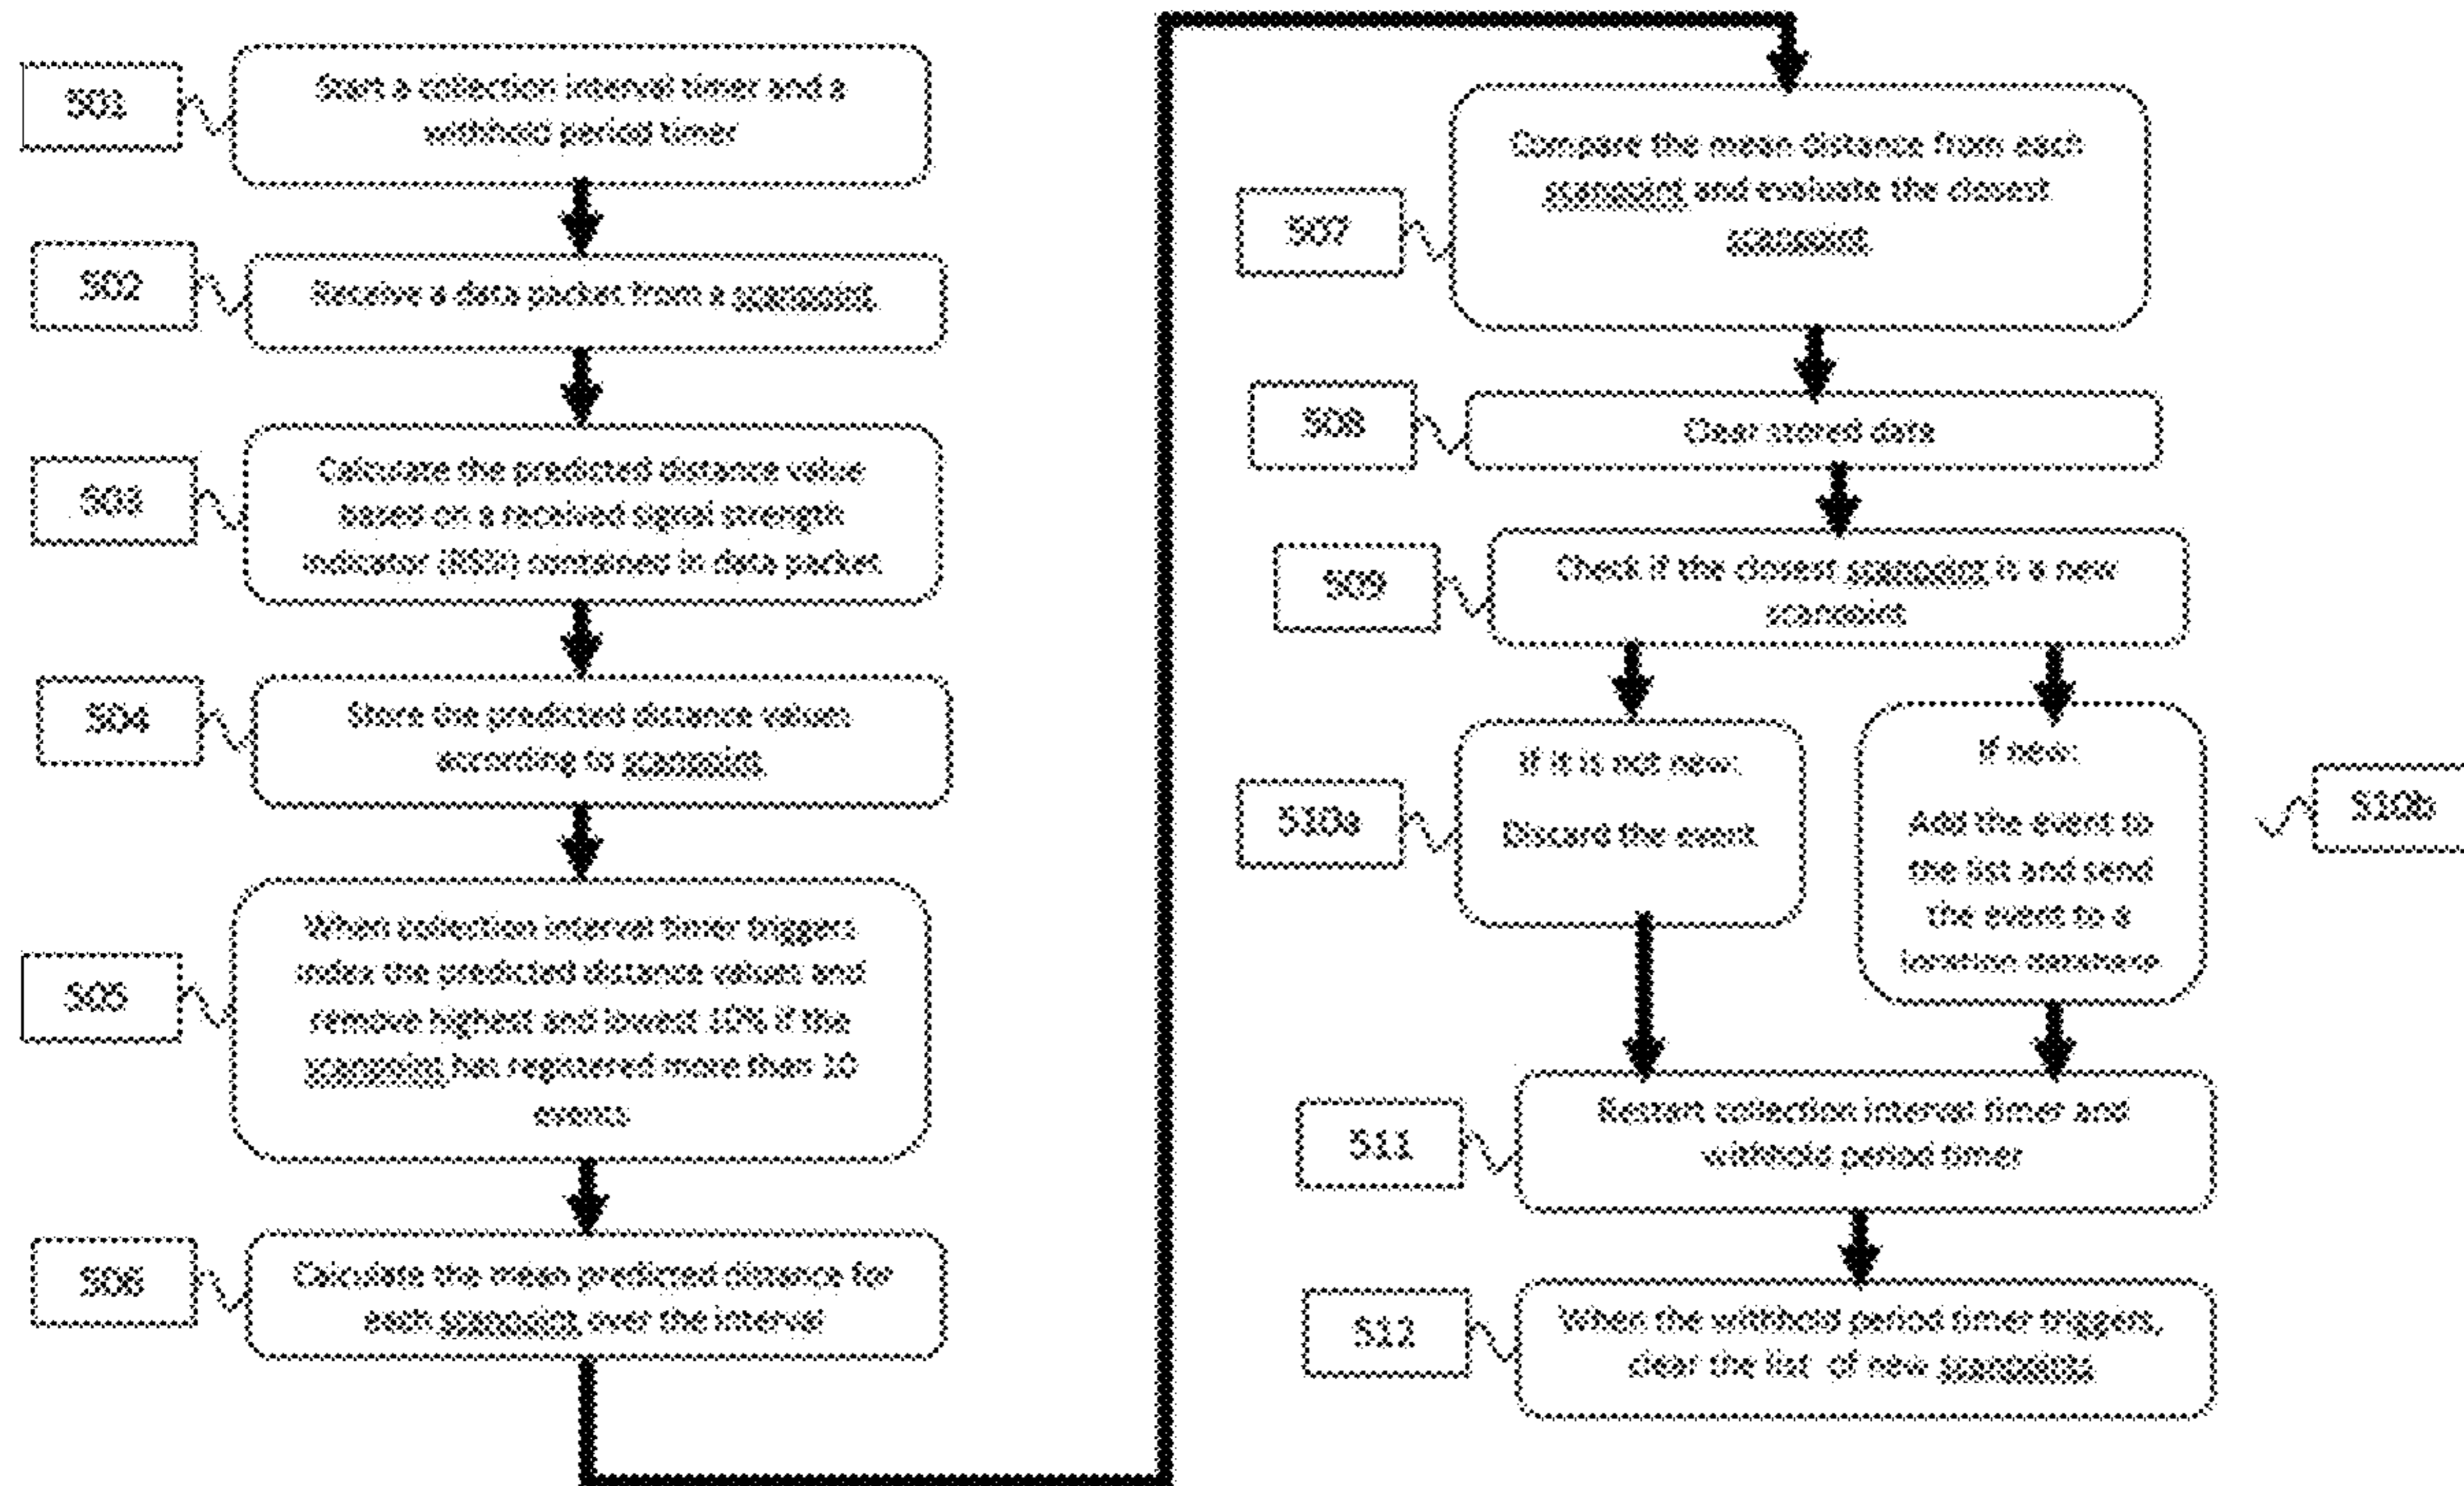 S01
Start a collection interval timer and a
withhold period timer
S02
Receive a data packet from a scanpoint
S03
Calculate the predicted distance value
based on a received signal strength
indicator (RSSI) contained in data packet
S04
Store the predicted distance values
according to scanpoint
S05
When collection interval timer triggers
index the predicted distance values and
remove highest and lowest 10% if the
scanpoint has registered more than 10
events
S06
Calculate the mean predicted distance for
each scanpoint over the interval
S07
Compare the mean distance from each
scanpoint and evaluate the closest
scanpoint
S08
Clear stored data
S09
Check if the closest scanpoint is a new
scanpoint
S10a
If it is not new:
Discard the event
S10b
If new:
Add the event to
the list and send
the event to a
location database
S11
Restart collection interval timer and
withhold period timer
S12
When the withhold period timer triggers,
clear the list of new scanpoints